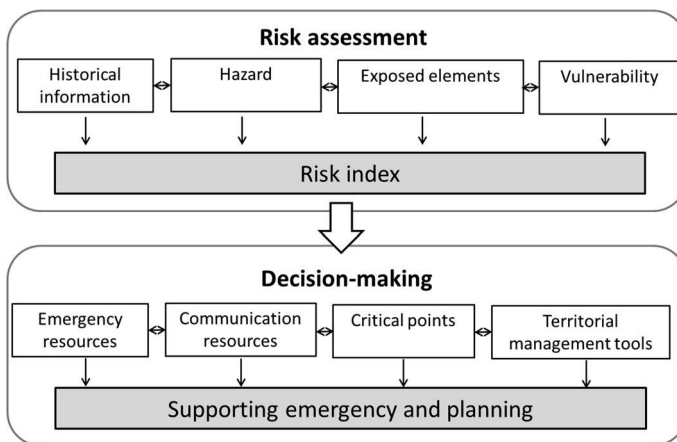 Risk assessment
Historical
information
Hazard
Exposed elements
Vulnerability
Risk index
Decision-making
Emergency
resources
Communication
resources
Critical points
Territorial
management tools
Supporting emergency and planning